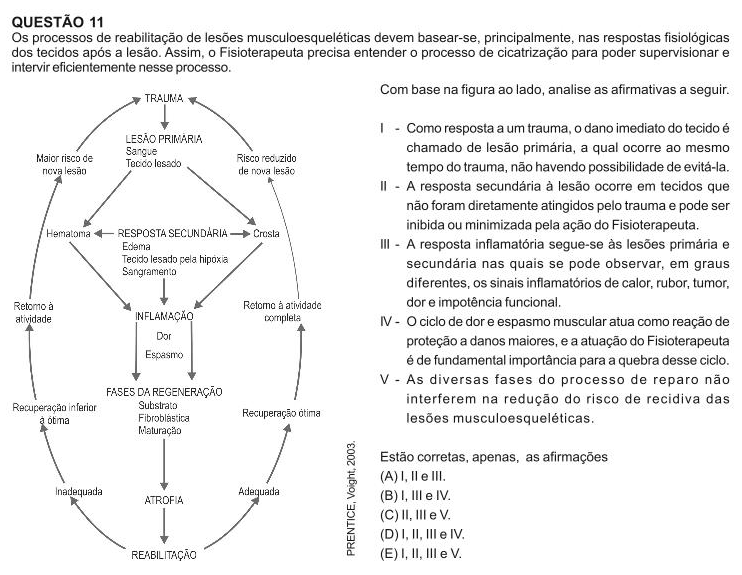 QUESTÃO 11
Os processos de reabilitação de lesões musculoesqueléticas devem basear-se, principalmente, nas respostas fisiológicas
dos tecidos após a lesão. Assim, o Fisioterapeuta precisa entender o processo de cicatrização para poder supervisionar e
intervir eficientemente nesse processo.
TRAUMA
LESÃO PRIMÁRIA
Sangue
Tecido lesado
Maior risco de
nova lesão
Risco reduzido
de nova lesão
Hematoma
RESPOSTA SECUNDÁRIA
Crosta
Edema
Tecido lesado pela hipóxia
Sangramento
Retorno à
atividade
INFLAMAÇÃO
Retorno à atividade
completa
Dor
Espasmo
FASES DA REGENERAÇÃO
Substrato
Fibroblástica
Maturação
Recuperação inferior
à ótima
Recuperação ótima
Inadequada
ATROFIA
Adequada
REABILITAÇÃO
PRENTICE, Voight, 2003.
Com base na figura ao lado, analise as afirmativas a seguir.
I - Como resposta a um trauma, o dano imediato do tecido é
chamado de lesão primária, a qual ocorre ao mesmo
tempo do trauma, não havendo possibilidade de evitá-la.
II - A resposta secundária à lesão ocorre em tecidos que
não foram diretamente atingidos pelo trauma e pode ser
inibida ou minimizada pela ação do Fisioterapeuta.
III - A resposta inflamatória segue-se às lesões primária e
secundária nas quais se pode observar, em graus
diferentes, os sinais inflamatórios de calor, rubor, tumor,
dor e impotência funcional.
IV - O ciclo de dor e espasmo muscular atua como reação de
proteção a danos maiores, e a atuação do Fisioterapeuta
é de fundamental importância para a quebra desse ciclo.
V - As diversas fases do processo de reparo não
interferem na redução do risco de recidiva das
lesões musculoesqueléticas.
Estão corretas, apenas, as afirmações
(A) I, II e III.
(B) I, III e IV.
(C) II, III e V.
(D) I, II, III e IV.
(E) I, II, III e V.